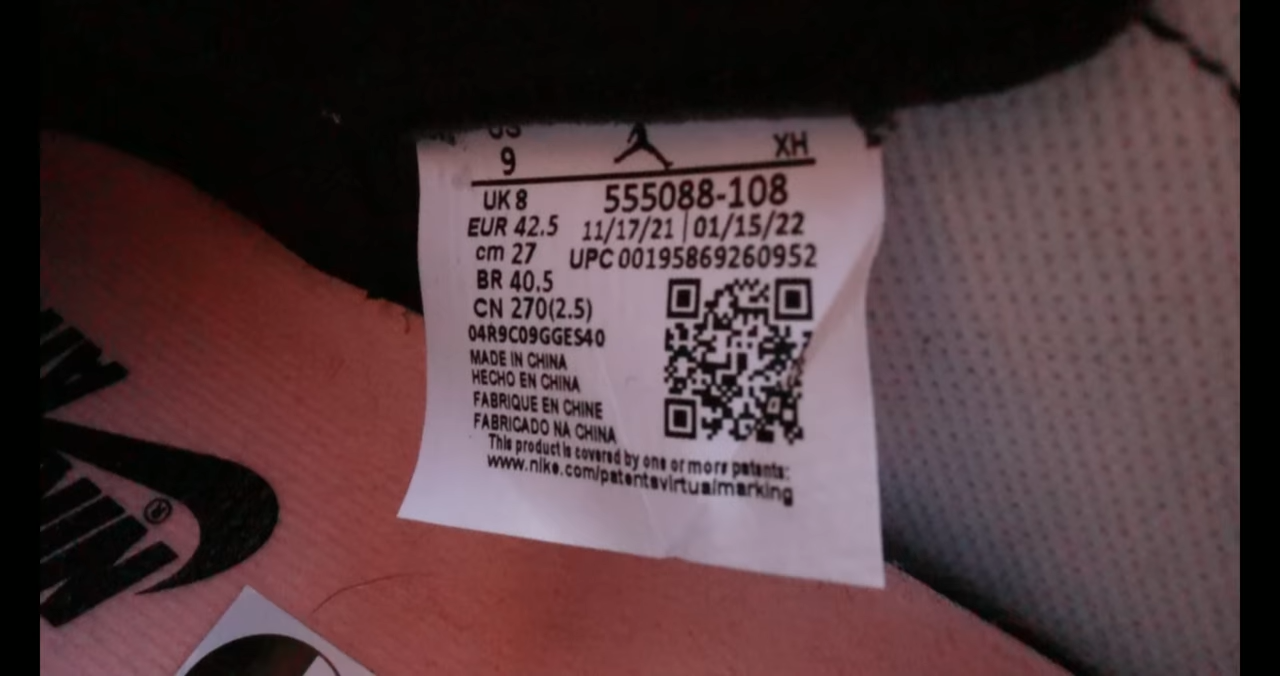 US
9
XH
UK 8
555088-108
EUR 42.5
11/17/21 | 01/15/22
cm 27
UPC 00195869260952
BR 40.5
CN 270(2.5)
04R9C09GGES40
MADE IN CHINA
HECHO EN CHINA
FABRIQUE EN CHINE
FABRICADO NA CHINA
This product is covered by one or more patents:
www.nike.com/patentsvirtualmarking
®